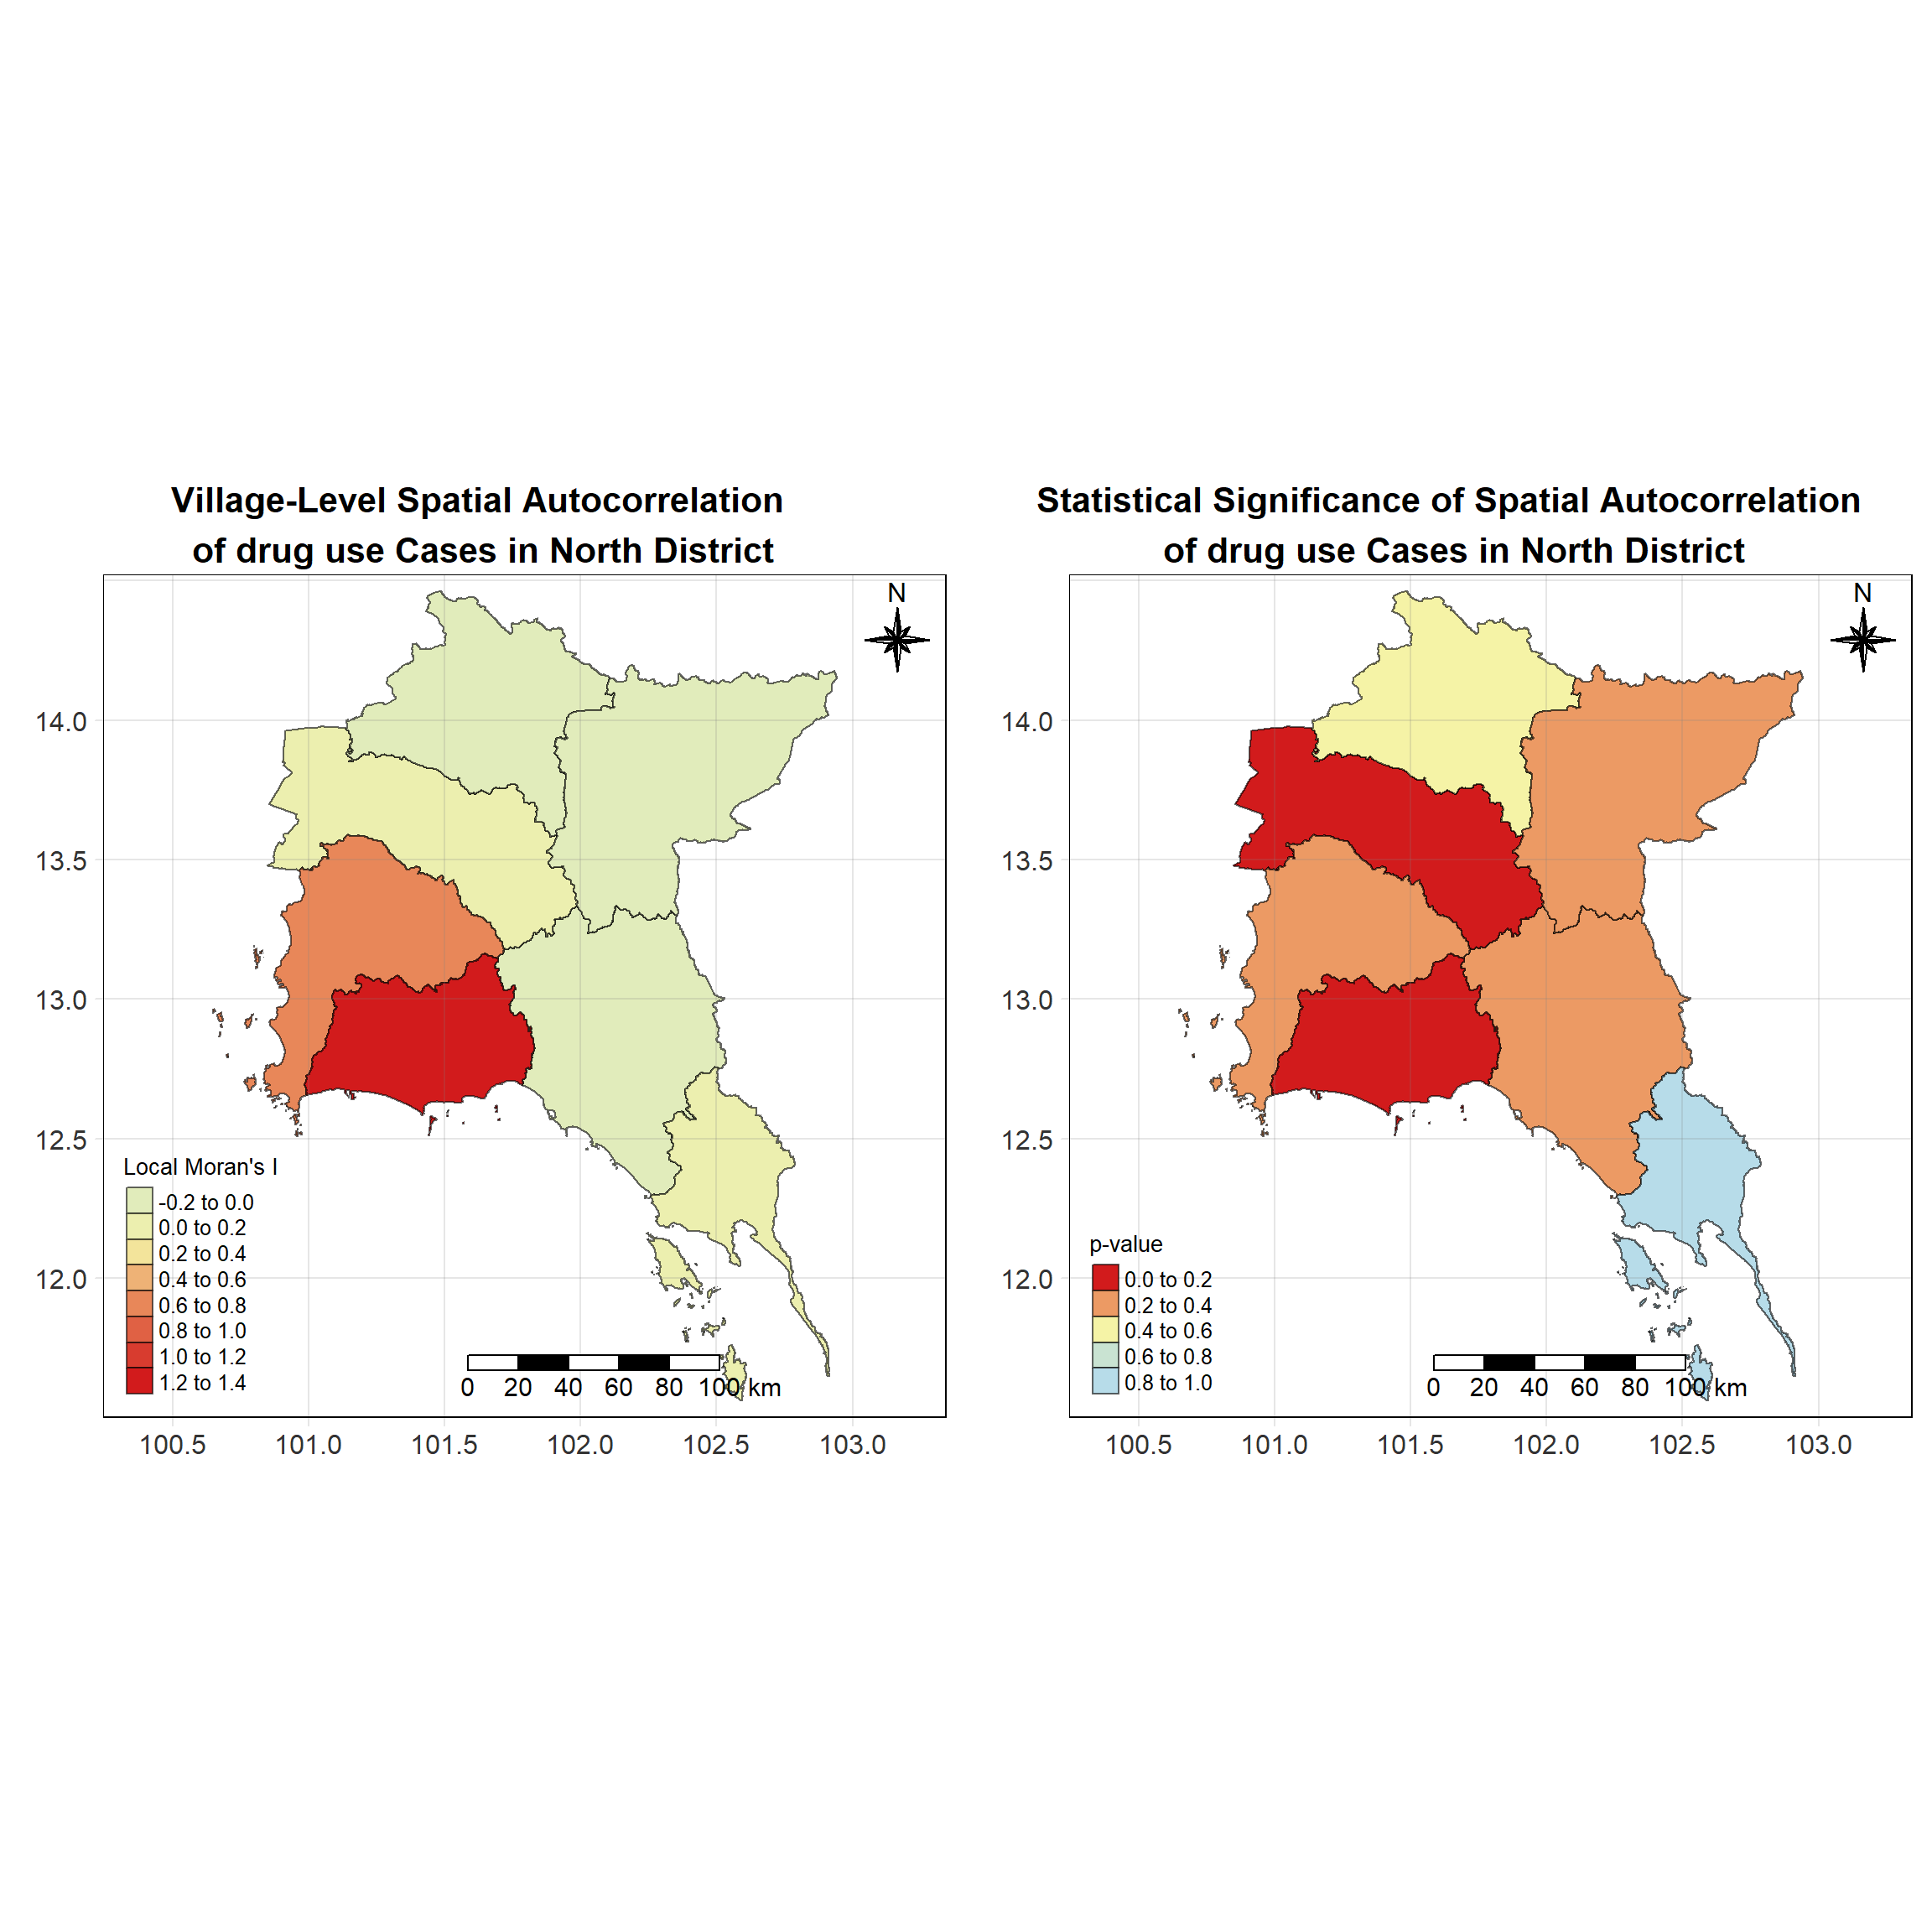 Village-Level Spatial Autocorrelation
of drug use Cases in North District
N
14.0
13.5
13.0
12.5
12.0
Local Moran's I
-0.2 to 0.0
0.0 to 0.2
0.2 to 0.4
0.4 to 0.6
0.6 to 0.8
0.8 to 1.0
1.0 to 1.2
1.2 to 1.4
0 20 40 60 80 100 km
100.5 101.0 101.5 102.0 102.5 103.0
Statistical Significance of Spatial Autocorrelation
of drug use Cases in North District
N
14.0
13.5
13.0
12.5
12.0
p-value
0.0 to 0.2
0.2 to 0.4
0.4 to 0.6
0.6 to 0.8
0.8 to 1.0
0 20 40 60 80 100 km
100.5 101.0 101.5 102.0 102.5 103.0